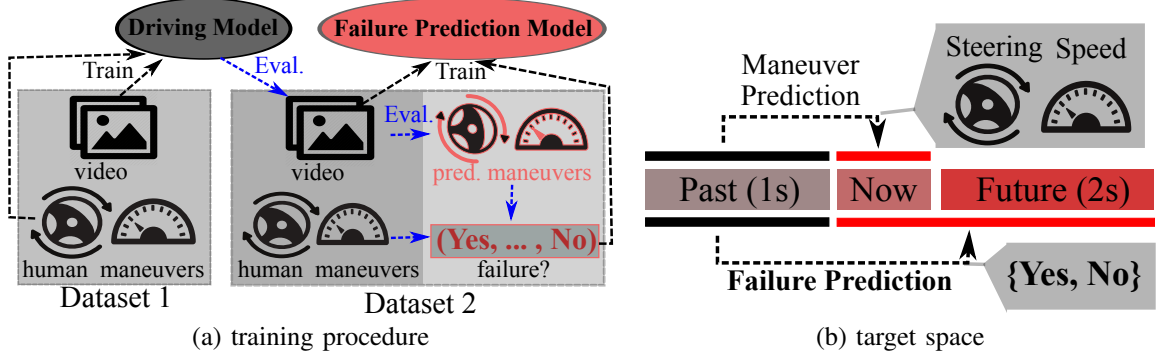 Driving Model
Failure Prediction Model
Train
Eval.
Train
Eval.
video
video
pred. maneuvers
human maneuvers
human maneuvers
(Yes, ... , No)
failure?
Dataset 1
Dataset 2
(a) training procedure
Steering Speed
Maneuver
Prediction
Past (1s)
Now
Future (2s)
Failure Prediction
{Yes, No}
(b) target space